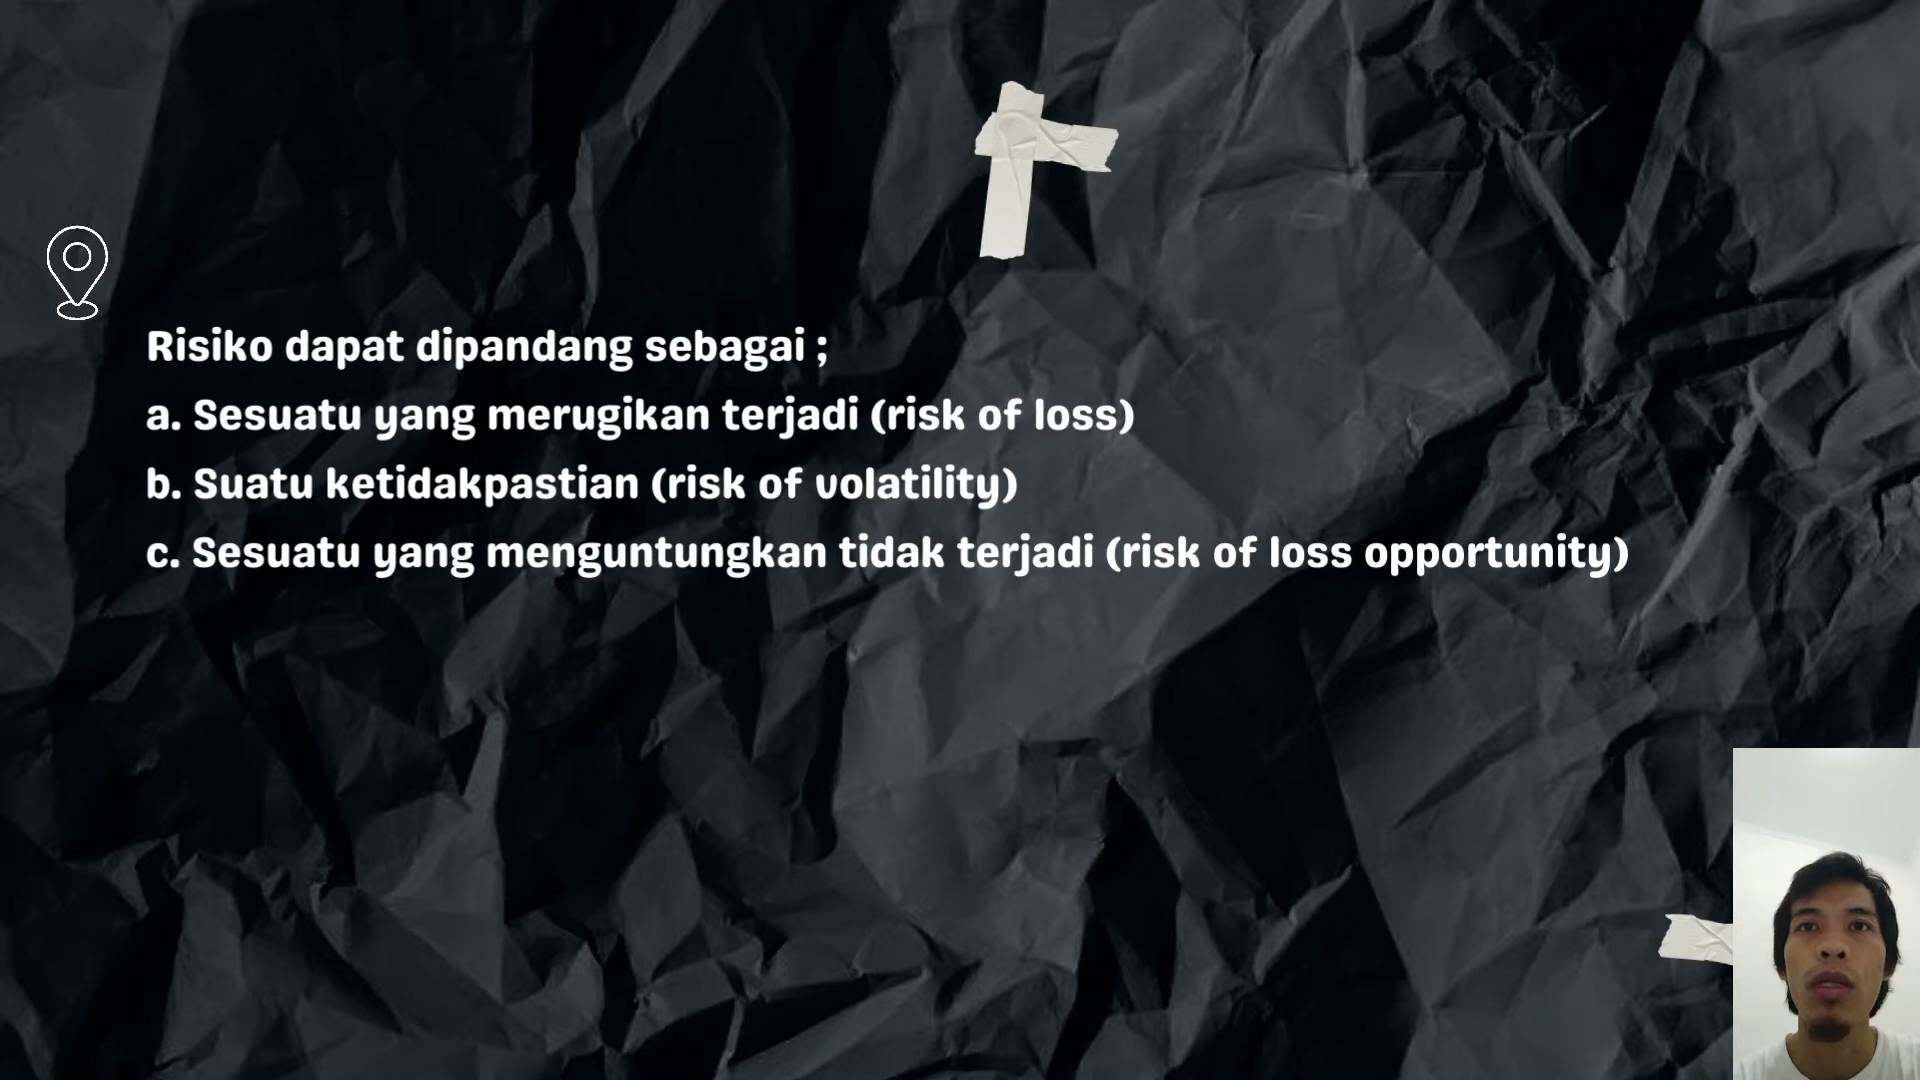 Risiko dapat dipandang sebagai ;
a. Sesuatu yang merugikan terjadi (risk of loss)
b. Suatu ketidakpastian (risk of volatility)
c. Sesuatu yang menguntungkan tidak terjadi (risk of loss opportunity)